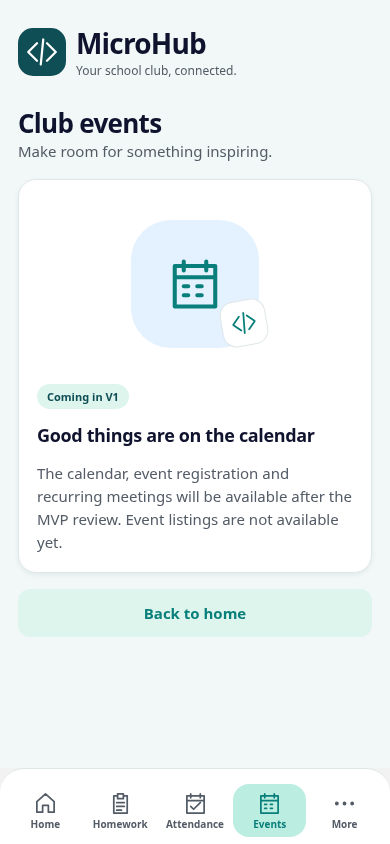 MicroHub
Your school club, connected.
Club events
Make room for something inspiring.
Coming in V1
Good things are on the calendar
The calendar, event registration and
recurring meetings will be available after the
MVP review. Event listings are not available
yet.
Back to home
Home
Homework
Attendance
Events
More